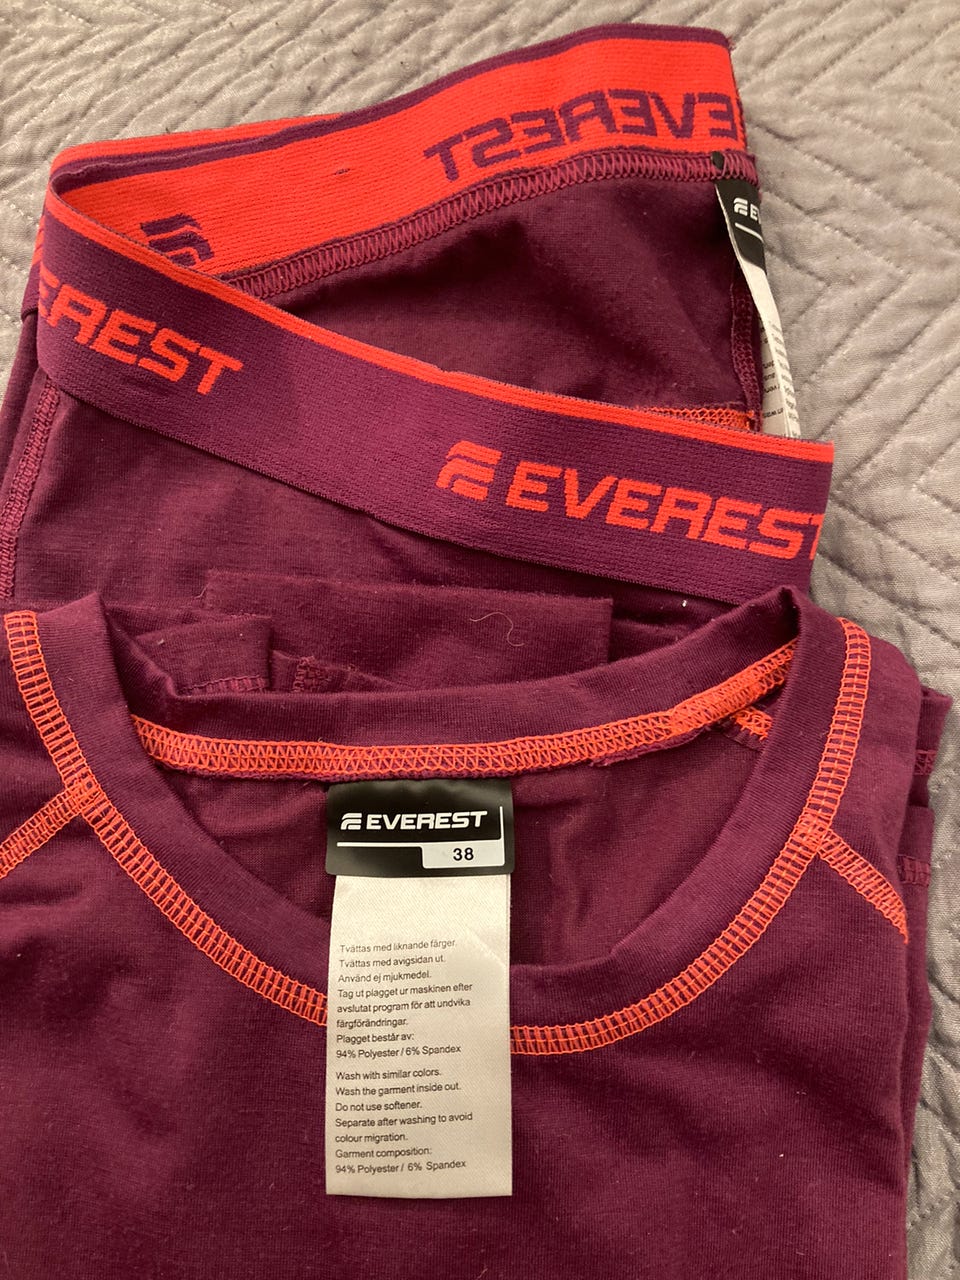 EVEREST
EVE
EREST
EVEREST
EVEREST
38
Tvättas med liknande färger.
Tvättas med avigsidan ut.
Använd ej mjukmedel.
Tag ut plagget ur maskinen efter
avslutat program för att undvika
färgförändringar.
Plagget består av:
94% Polyester / 6% Spandex
Wash with similar colors.
Wash the garment inside out.
Do not use softener.
Separate after washing to avoid
colour migration.
Garment composition:
94% Polyester / 6% Spandex